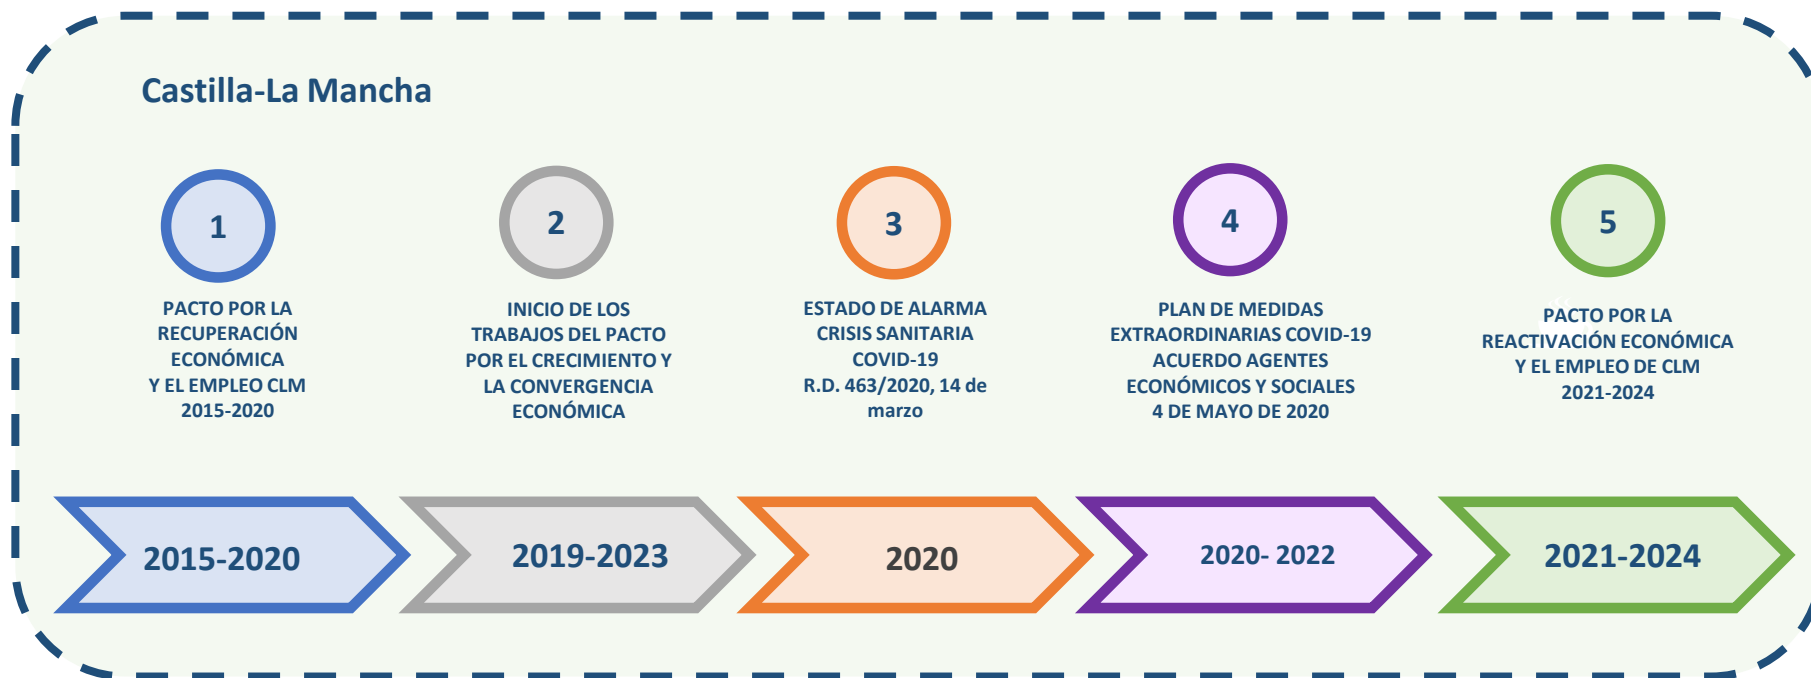 Castilla-La Mancha
1
PACTO POR LA
RECUPERACIÓN
ECONÓMICA
Y EL EMPLEO CLM
2015-2020
2
INICIO DE LOS
TRABAJOS DEL PACTO
POR EL CRECIMIENTO Y
LA CONVERGENCIA
ECONÓMICA
3
ESTADO DE ALARMA
CRISIS SANITARIA
COVID-19
R.D. 463/2020, 14 de
marzo
4
PLAN DE MEDIDAS
EXTRAORDINARIAS COVID-19
ACUERDO AGENTES
ECONÓMICOS Y SOCIALES
4 DE MAYO DE 2020
5
PACTO POR LA
REACTIVACIÓN ECONÓMICA
Y EL EMPLEO DE CLM
2021-2024
2015-2020
2019-2023
2020
2020- 2022
2021-2024